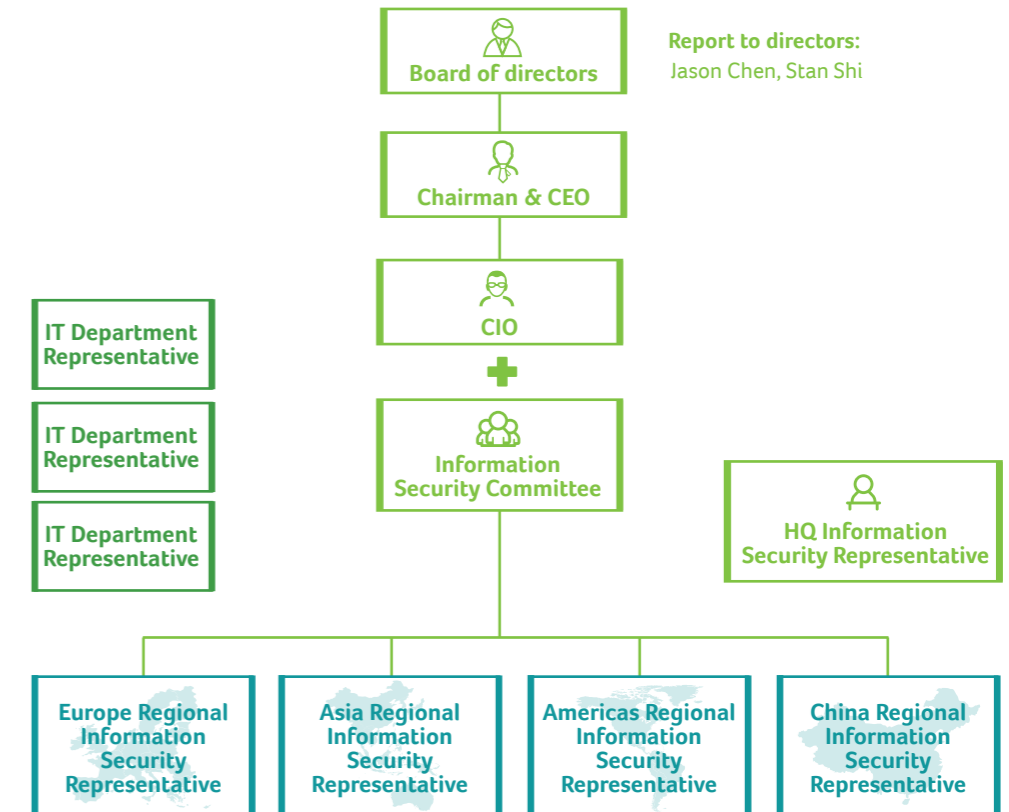 Board of directors
Report to directors:
Jason Chen, Stan Shi
Chairman & CEO
CIO
IT Department
Representative
IT Department
Representative
IT Department
Representative
Information
Security Committee
HQ Information
Security Representative
Europe Regional
Information
Security
Representative
Asia Regional
Information
Security
Representative
Americas Regional
Information
Security
Representative
China Regional
Information
Security
Representative